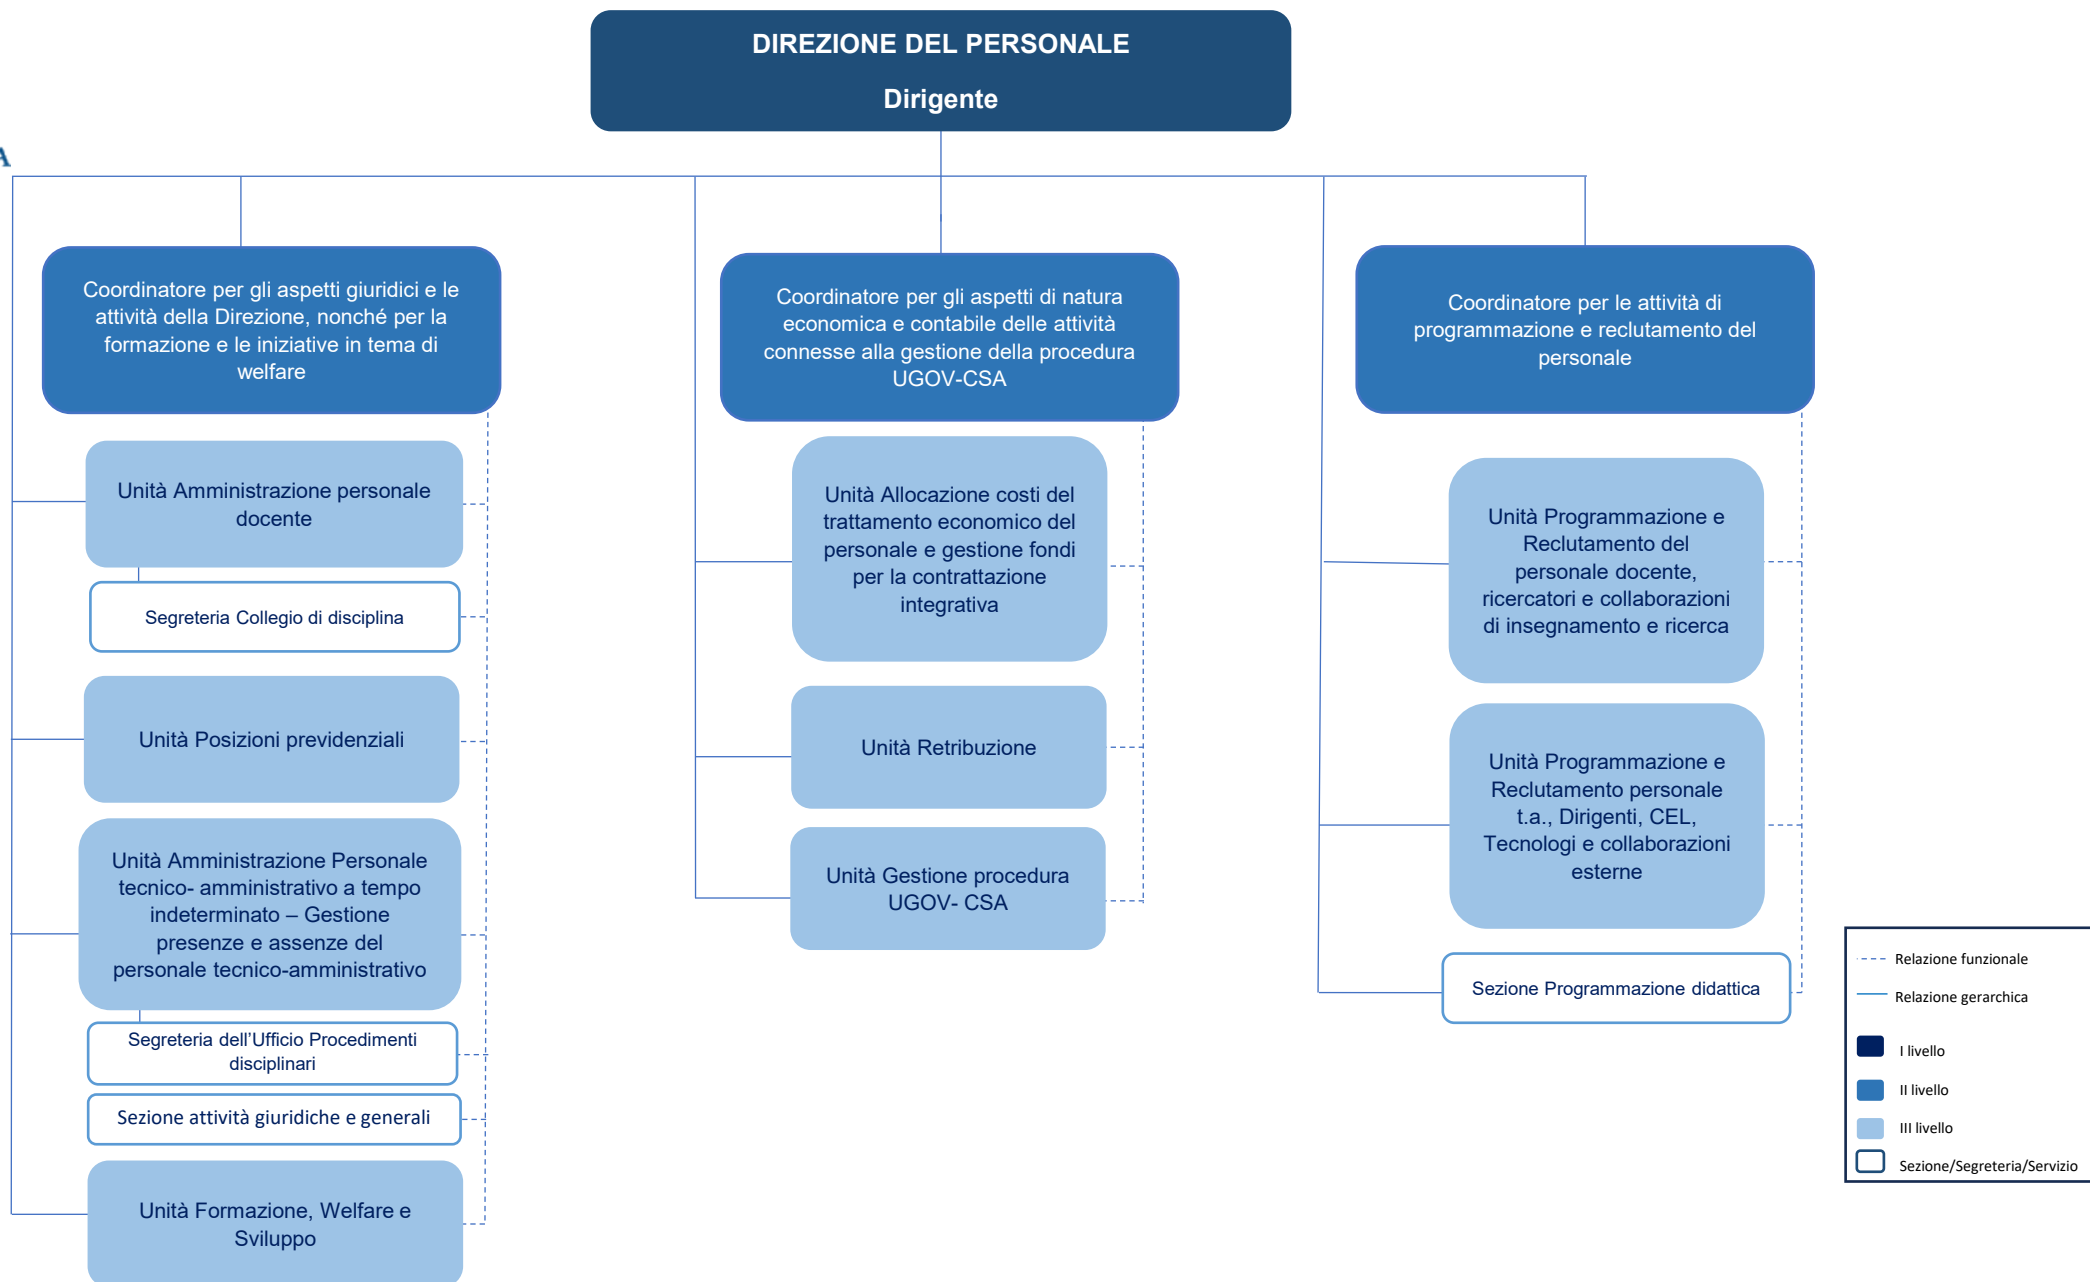 DIREZIONE DEL PERSONALE
Dirigente
A
Coordinatore per gli aspetti giuridici e le
attività della Direzione, nonché per la
formazione e le iniziative in tema di
welfare
Unità Amministrazione personale
docente
Segreteria Collegio di disciplina
Unità Posizioni previdenziali
Unità Amministrazione Personale
tecnico- amministrativo a tempo
indeterminato – Gestione
presenze e assenze del
personale tecnico-amministrativo
Segreteria dell'Ufficio Procedimenti
disciplinari
Sezione attività giuridiche e generali
Unità Formazione, Welfare e
Sviluppo
Coordinatore per gli aspetti di natura
economica e contabile delle attività
connesse alla gestione della procedura
UGOV-CSA
Unità Allocazione costi del
trattamento economico del
personale e gestione fondi
per la contrattazione
integrativa
Unità Retribuzione
Unità Gestione procedura
UGOV- CSA
Coordinatore per le attività di
programmazione e reclutamento del
personale
Unità Programmazione e
Reclutamento del
personale docente,
ricercatori e collaborazioni
di insegnamento e ricerca
Unità Programmazione e
Reclutamento personale
t.a., Dirigenti, CEL,
Tecnologi e collaborazioni
esterne
Sezione Programmazione didattica
Relazione funzionale
Relazione gerarchica
I livello
II livello
III livello
Sezione/Segreteria/Servizio